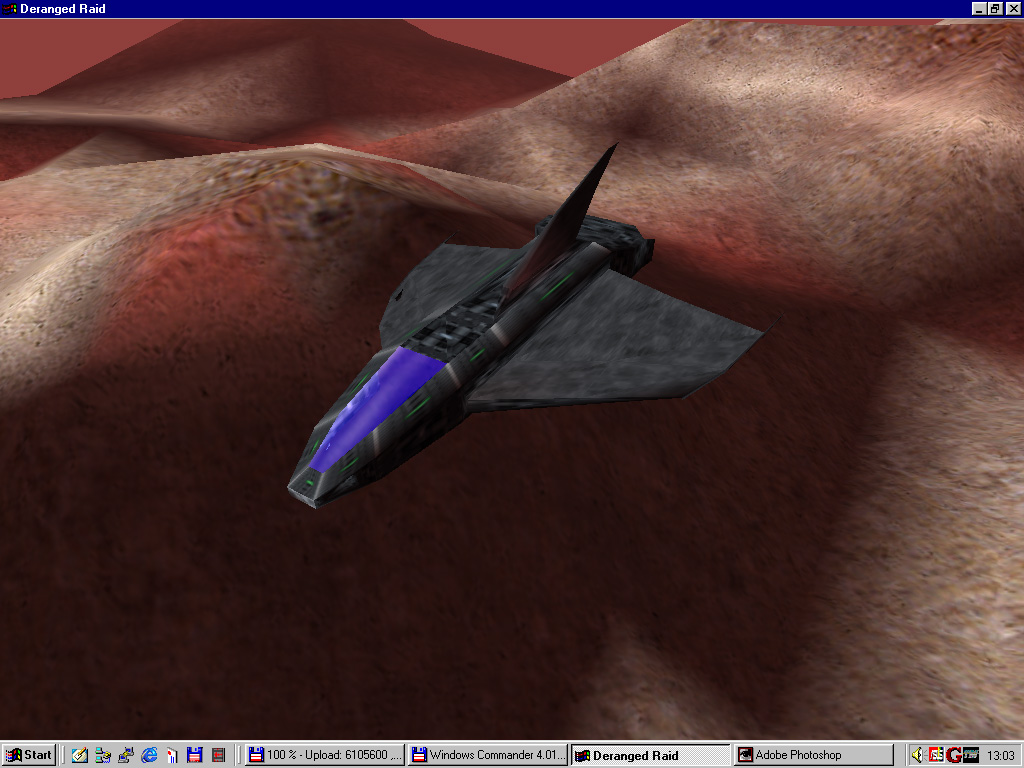 Deranged Raid
Start
100 % - Upload: 6105600 ,...
Windows Commander 4.01...
Deranged Raid
Adobe Photoshop
13:03